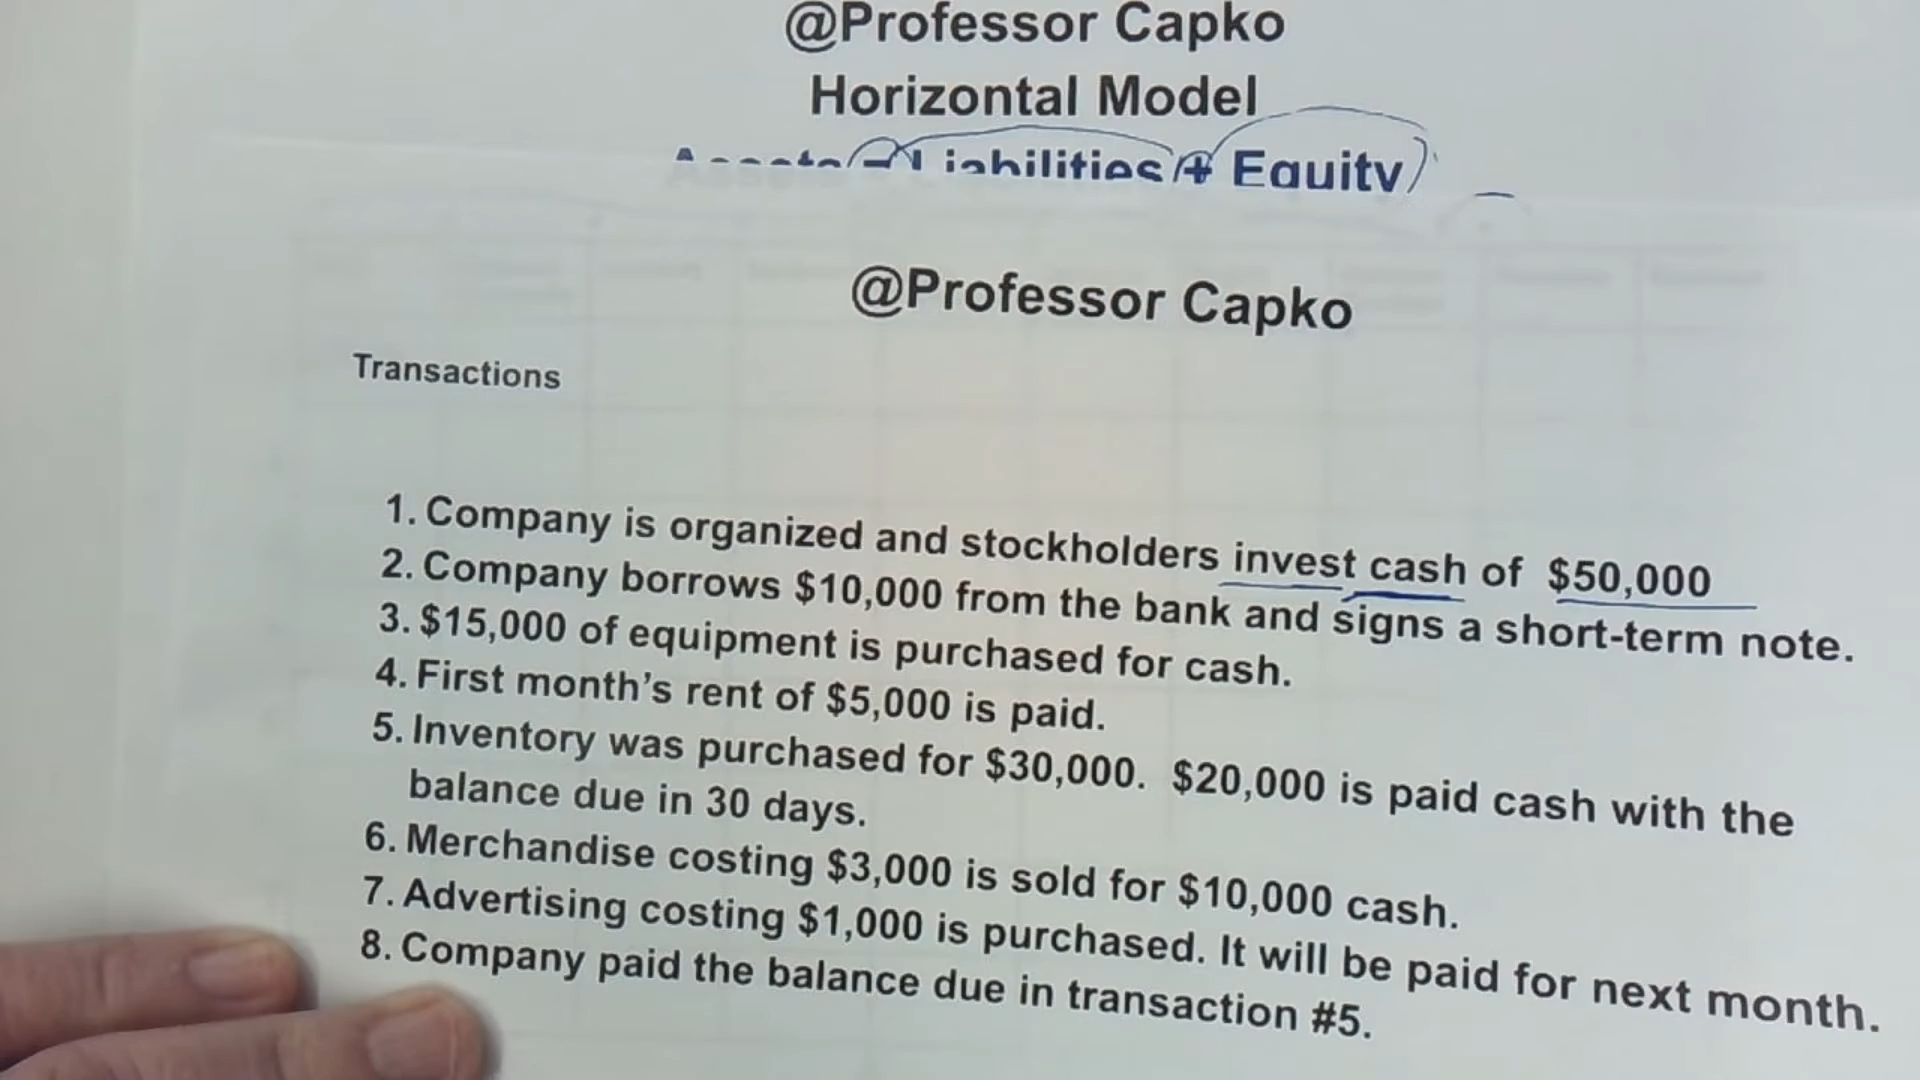 @Professor Capko
Horizontal Model
Assets = Liabilities + Equity
@Professor Capko
Transactions
1. Company is organized and stockholders invest cash of $50,000
2. Company borrows $10,000 from the bank and signs a short-term note.
3. $15,000 of equipment is purchased for cash.
4. First month's rent of $5,000 is paid.
5. Inventory was purchased for $30,000. $20,000 is paid cash with the
balance due in 30 days.
6. Merchandise costing $3,000 is sold for $10,000 cash.
7. Advertising costing $1,000 is purchased. It will be paid for next month.
8. Company paid the balance due in transaction #5.